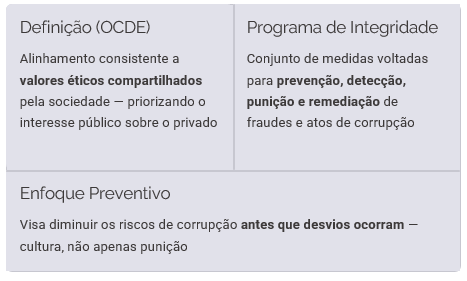 Definição (OCDE)
Alinhamento consistente a
valores éticos compartilhados
pela sociedade — priorizando o
interesse público sobre o privado
Programa de Integridade
Conjunto de medidas voltadas
para prevenção, detecção,
punição e remediação de
fraudes e atos de corrupção
Enfoque Preventivo
Visa diminuir os riscos de corrupção antes que desvios ocorram —
cultura, não apenas punição